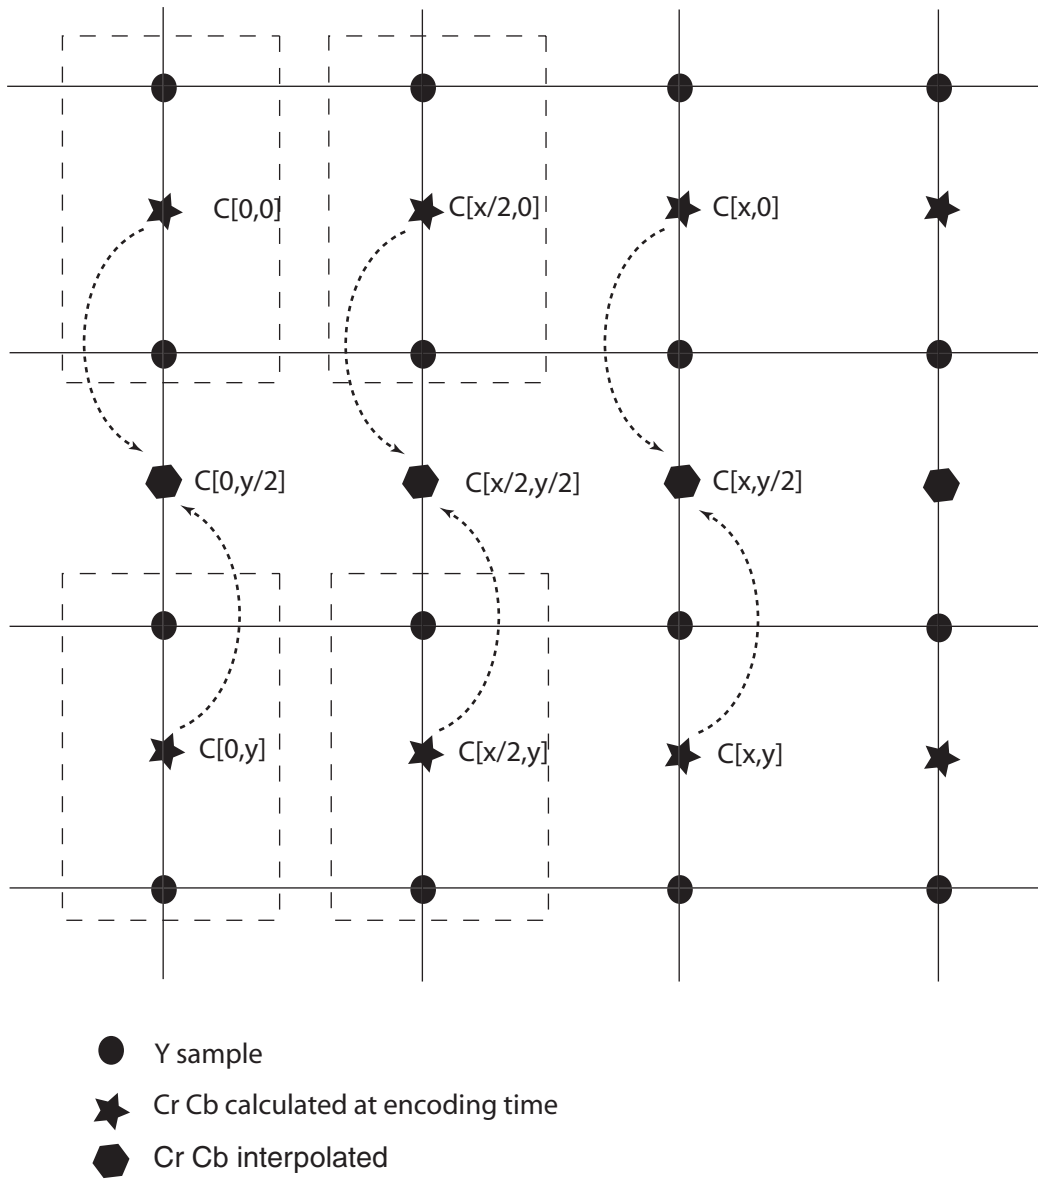 C[0,0]
C[x/2,0]
C[x,0]
C[0,y/2]
C[x/2,y/2]
C[x,y/2]
C[0,y]
C[x/2,y]
C[x,y]
Y sample
Cr Cb calculated at encoding time
Cr Cb interpolated